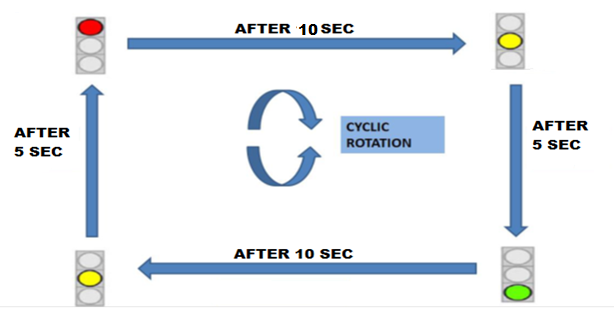 AFTER 10 SEC
AFTER
5 SEC
CYCLIC
ROTATION
AFTER
5 SEC
AFTER 10 SEC